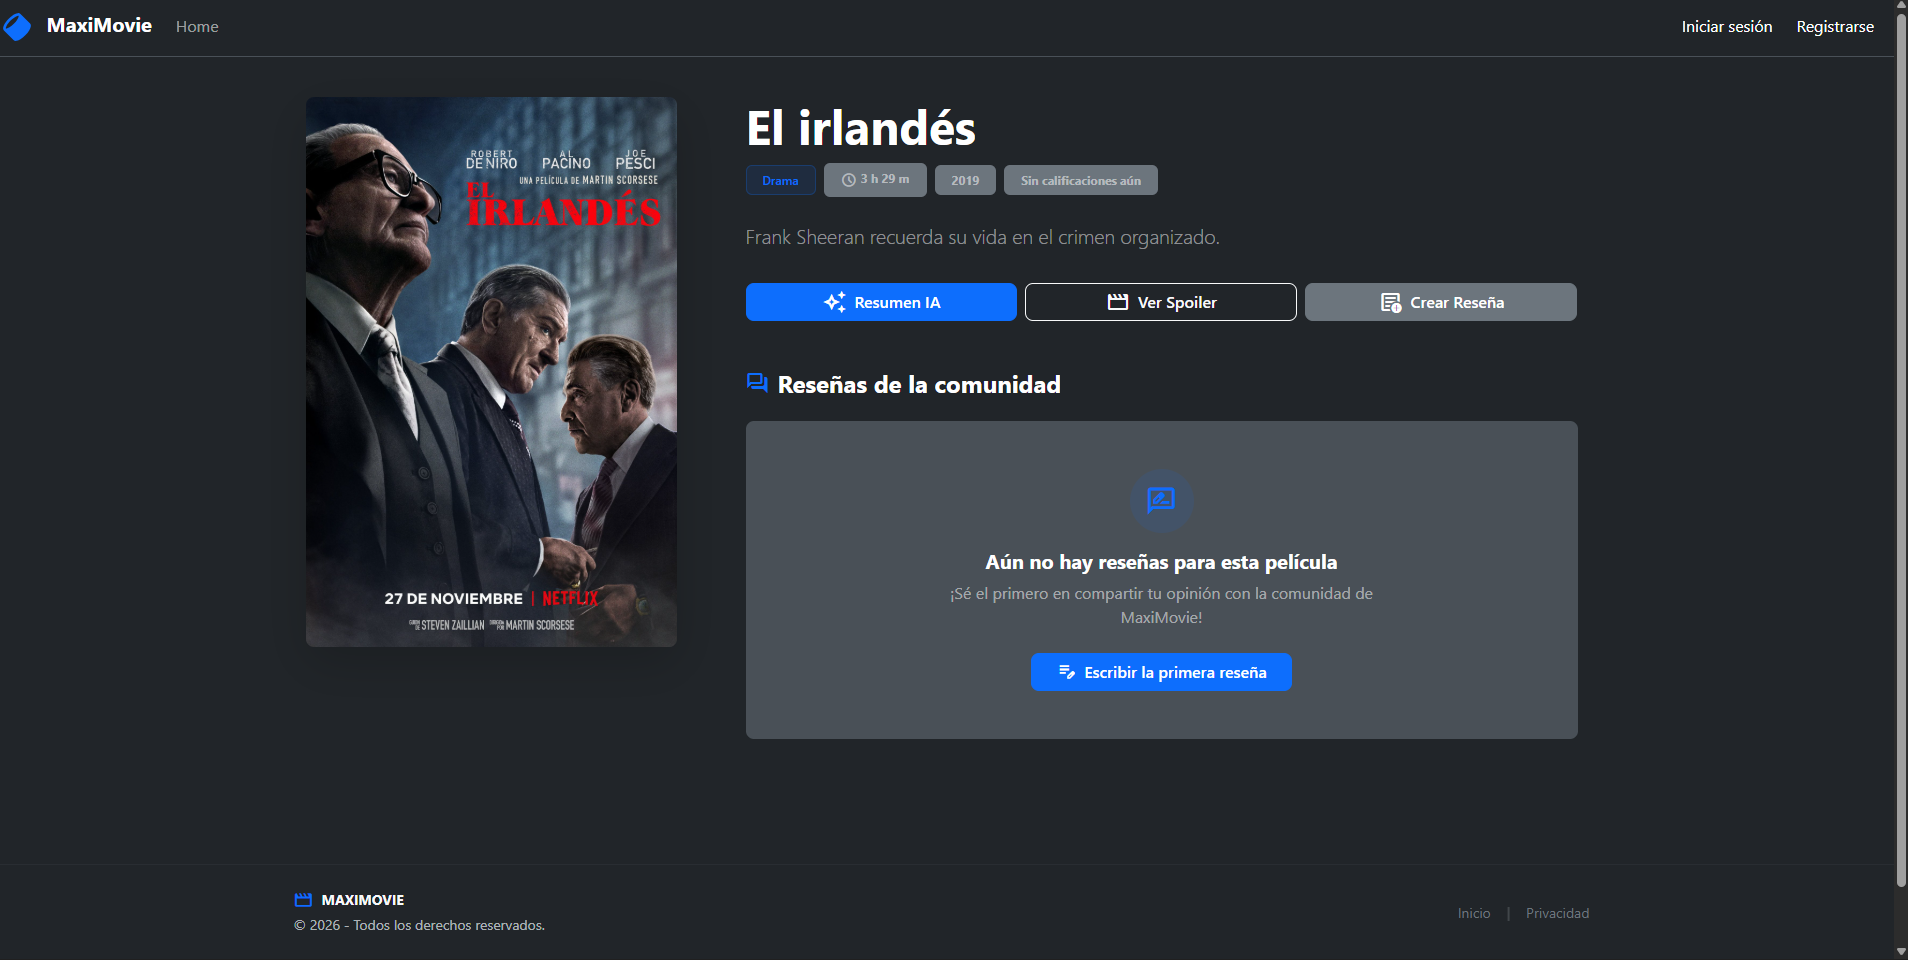 MaxiMovie Home Iniciar sesión Registrarse
ROBERT DE NIRO AL PACINO JOE PESCI
UNA PELÍCULA DE MARTIN SCORSESE
EL
IRLANDÉS
27 DE NOVIEMBRE | NETFLIX
GUIÓN DE STEVEN ZAILLIAN DIRIGIDA POR MARTIN SCORSESE
El irlandés
Drama 3 h 29 m 2019 Sin calificaciones aún
Frank Sheeran recuerda su vida en el crimen organizado.
Resumen IA Ver Spoiler Crear Reseña
Reseñas de la comunidad
Aún no hay reseñas para esta película
¡Sé el primero en compartir tu opinión con la comunidad de
MaxiMovie!
Escribir la primera reseña
MAXIMOVIE
© 2026 - Todos los derechos reservados.
Inicio | Privacidad